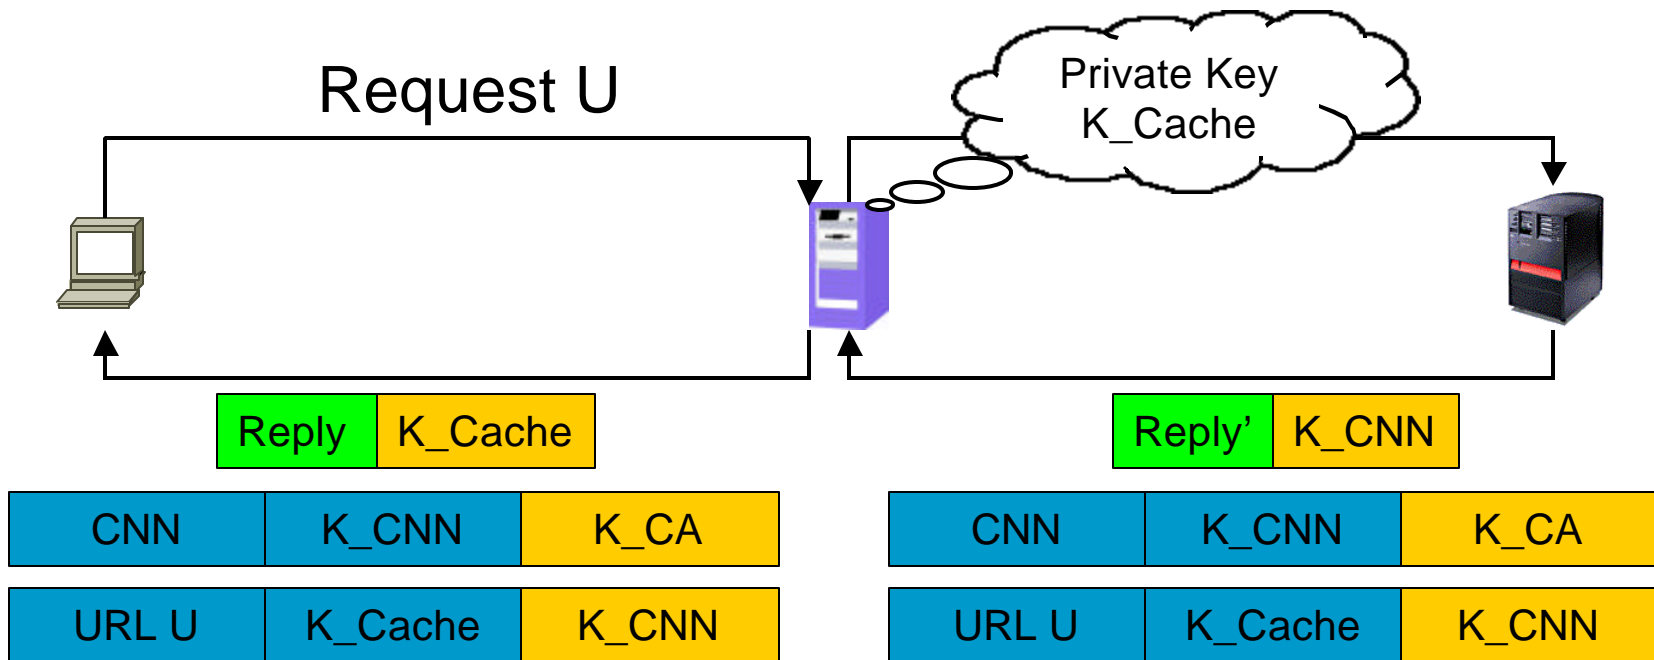 Request U
Private Key
K_Cache
Reply K_Cache
Reply’ K_CNN
CNN K_CNN K_CA
CNN K_CNN K_CA
URL U K_Cache K_CNN
URL U K_Cache K_CNN